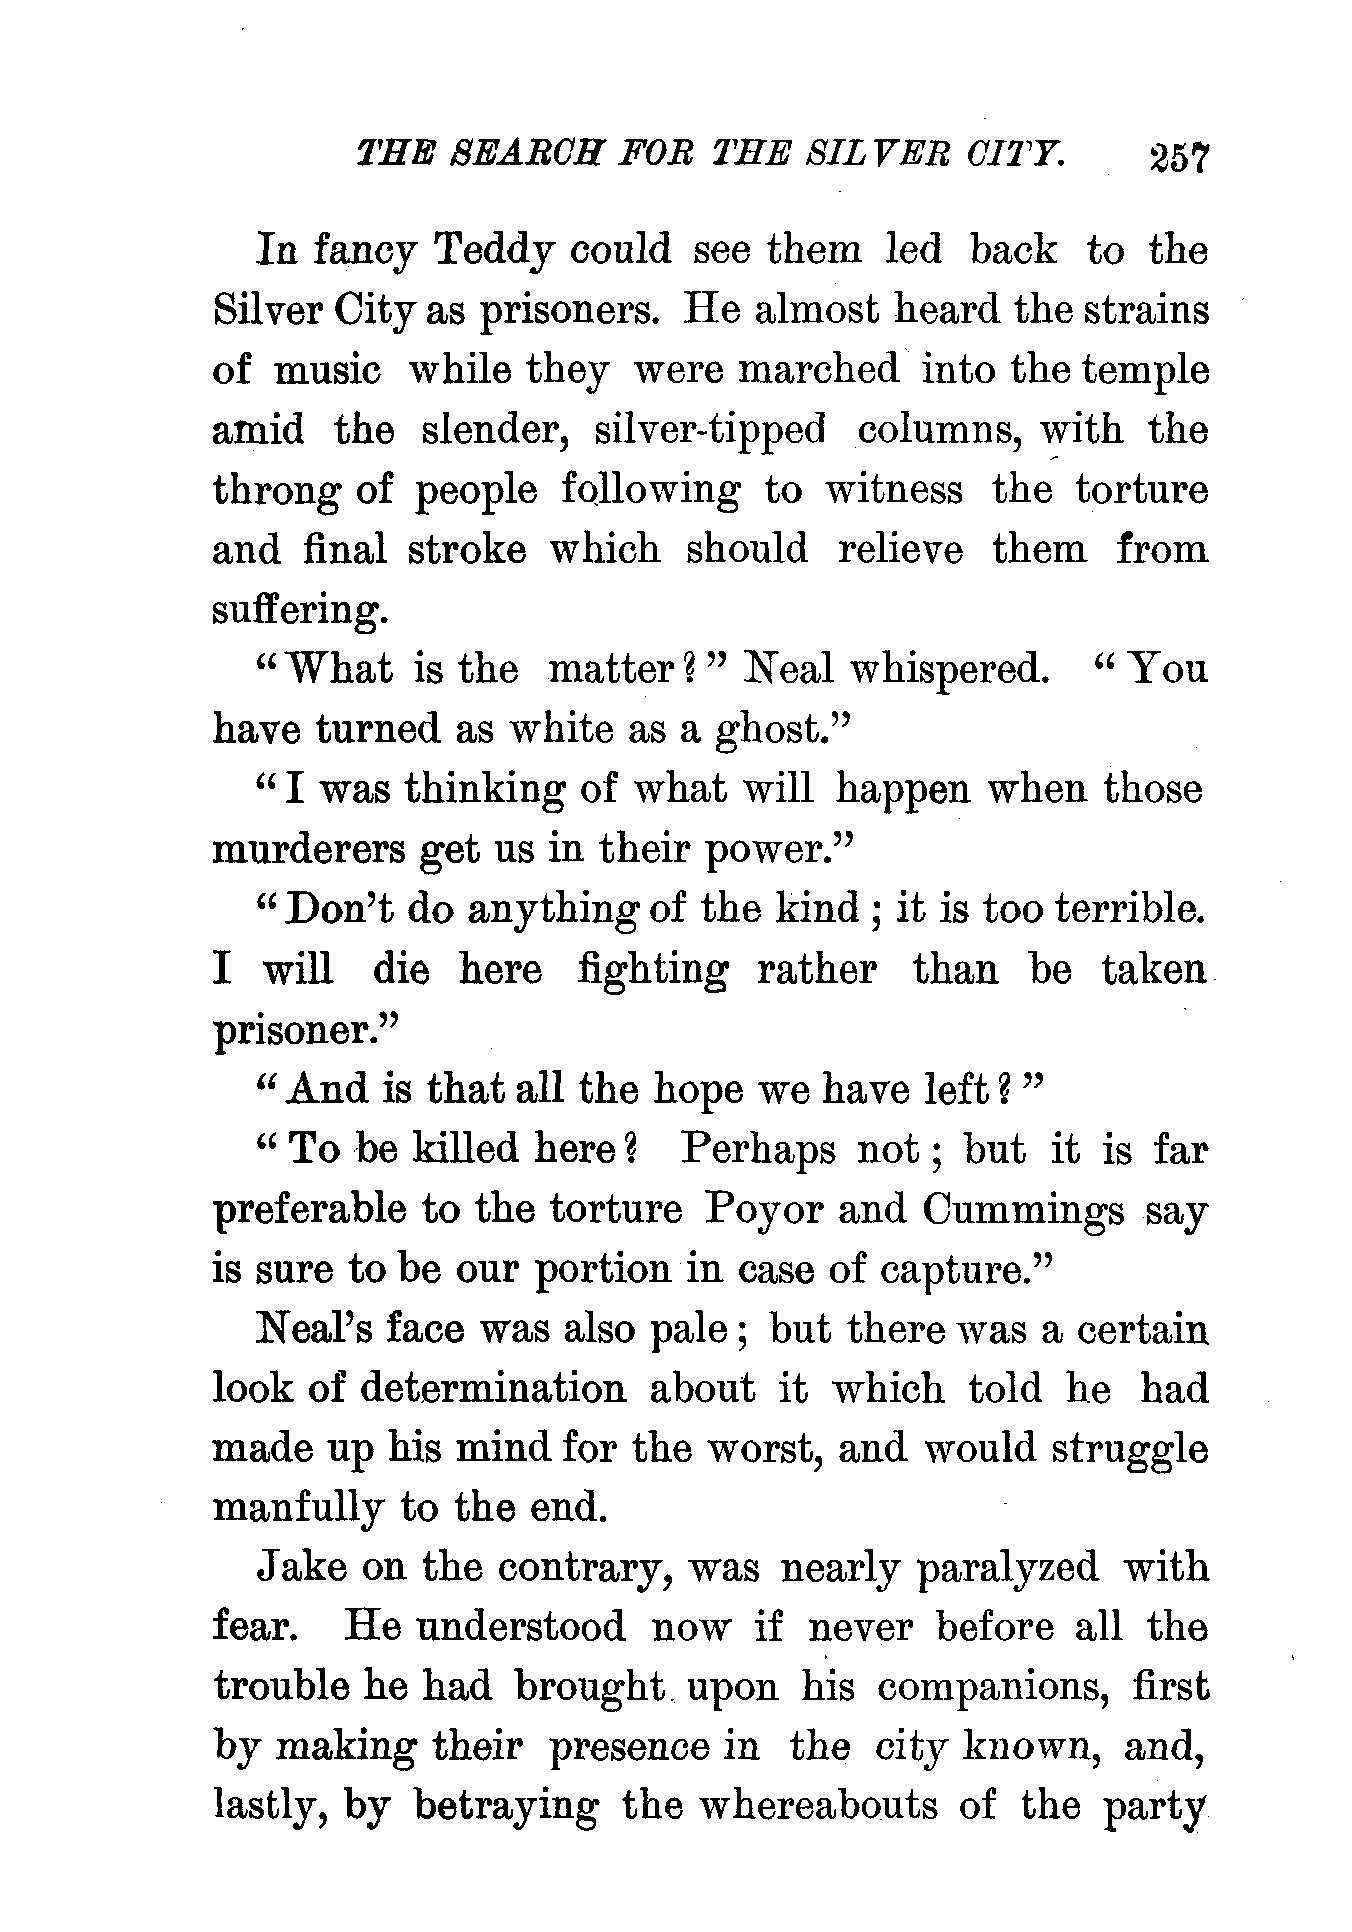 THE SEARCH FOR THE SILVER CITY. 257
In fancy Teddy could see them led back to the
Silver City as prisoners. He almost heard the strains
of music while they were marched into the temple
amid the slender, silver-tipped columns, with the
throng of people following to witness the torture
and final stroke which should relieve them from
suffering.
“What is the matter?” Neal whispered. “You
have turned as white as a ghost.”
“I was thinking of what will happen when those
murderers get us in their power.”
“Don’t do anything of the kind; it is too terrible.
I will die here fighting rather than be taken
prisoner.”
“And is that all the hope we have left?”
“To be killed here? Perhaps not; but it is far
preferable to the torture Poyor and Cummings say
is sure to be our portion in case of capture.”
Neal’s face was also pale; but there was a certain
look of determination about it which told he had
made up his mind for the worst, and would struggle
manfully to the end.
Jake on the contrary, was nearly paralyzed with
fear. He understood now if never before all the
trouble he had brought upon his companions, first
by making their presence in the city known, and,
lastly, by betraying the whereabouts of the party